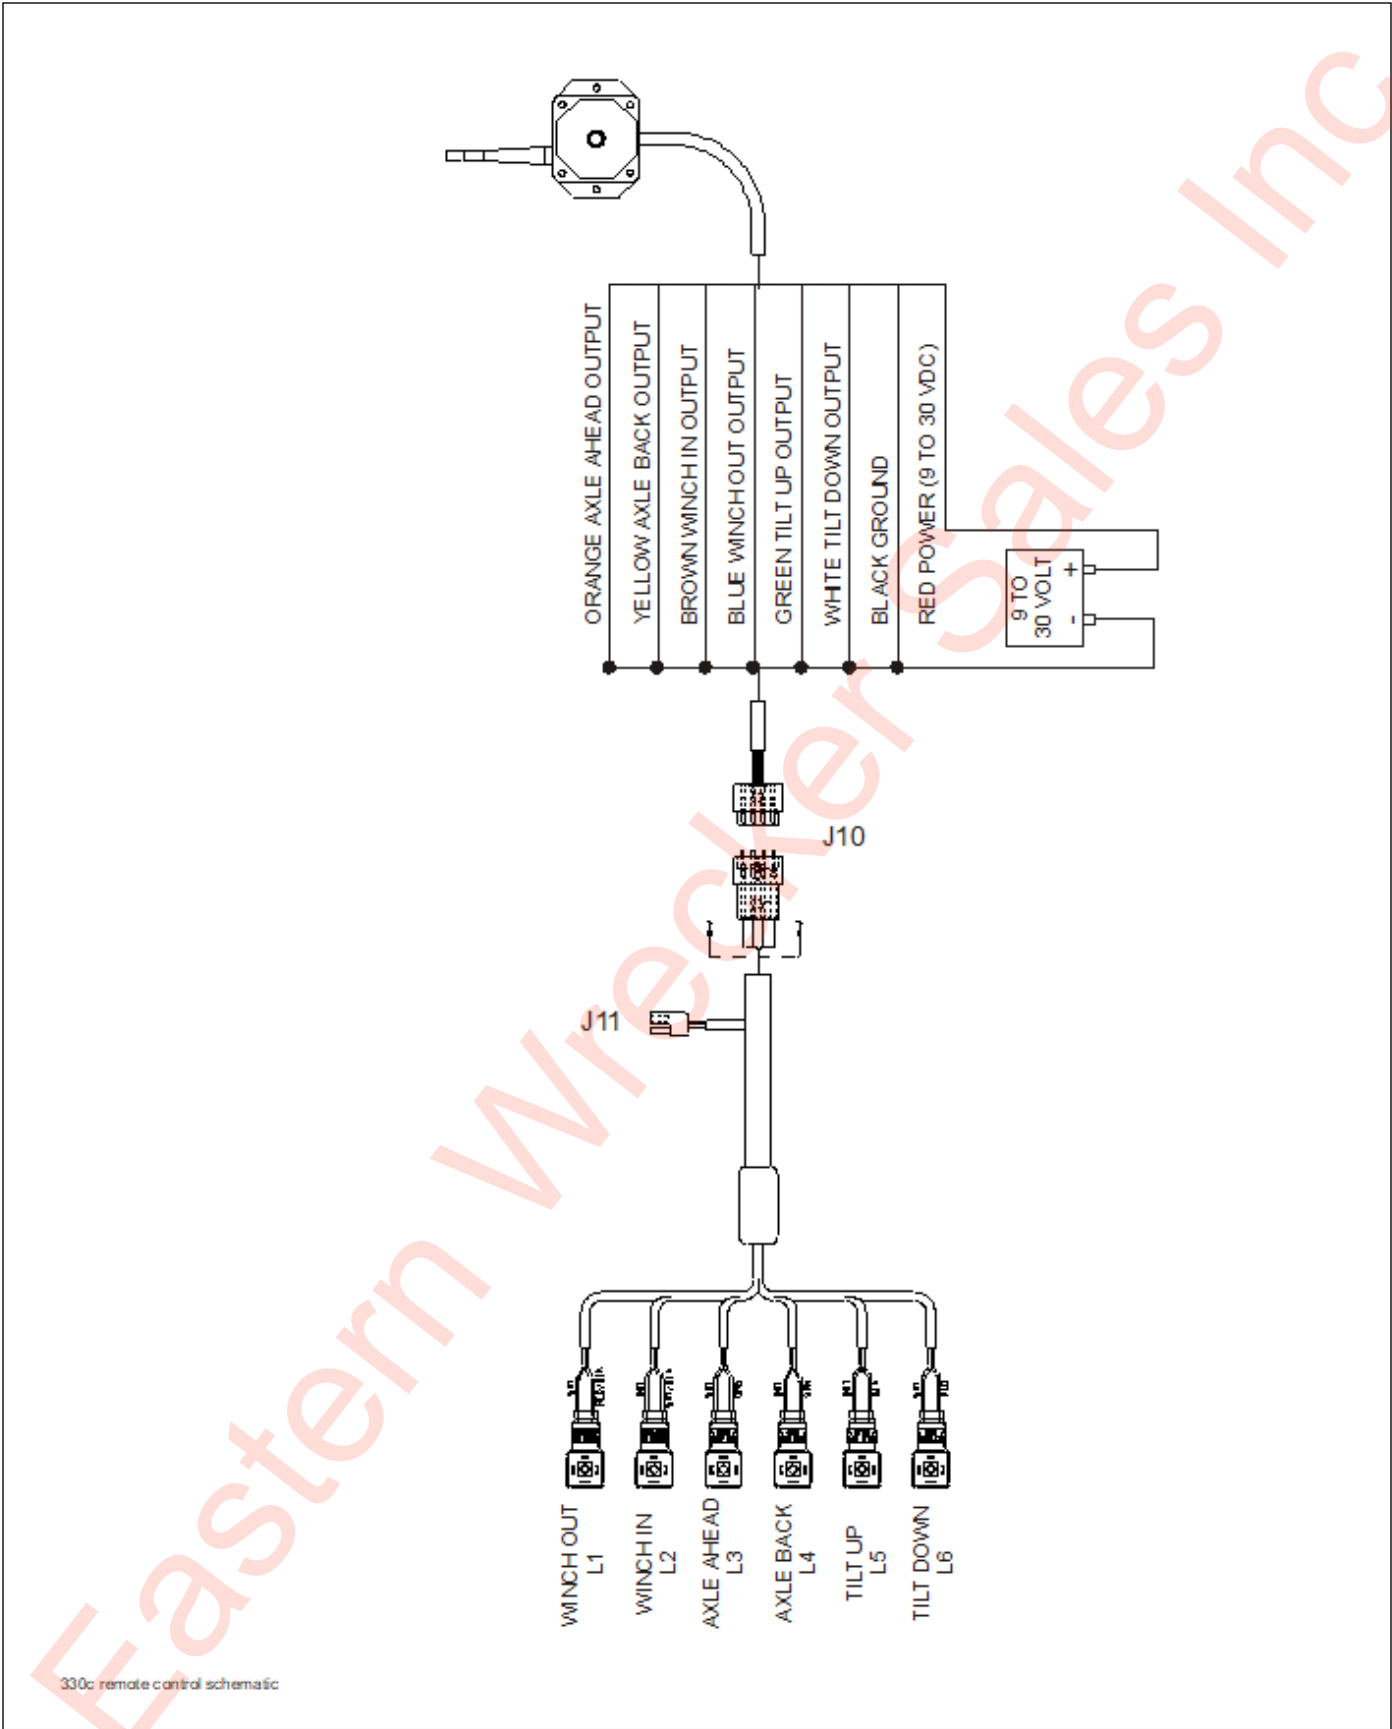 ORANGE AXLE AHEAD OUTPUT
YELLOW AXLE BACK OUTPUT
BROWN WINCH IN OUTPUT
BLUE WINCH OUT OUTPUT
GREEN TILT UP OUTPUT
WHITE TILT DOWN OUTPUT
BLACK GROUND
RED POWER (9 TO 30 VDC)
9 TO
30 VOLT
- +
J10
J11
WINCH OUT
L1
WINCH IN
L2
AXLE AHEAD
L3
AXLE BACK
L4
TILT UP
L5
TILT DOWN
L6
330c remote control schematic
Eastern Wrecker Sales Inc